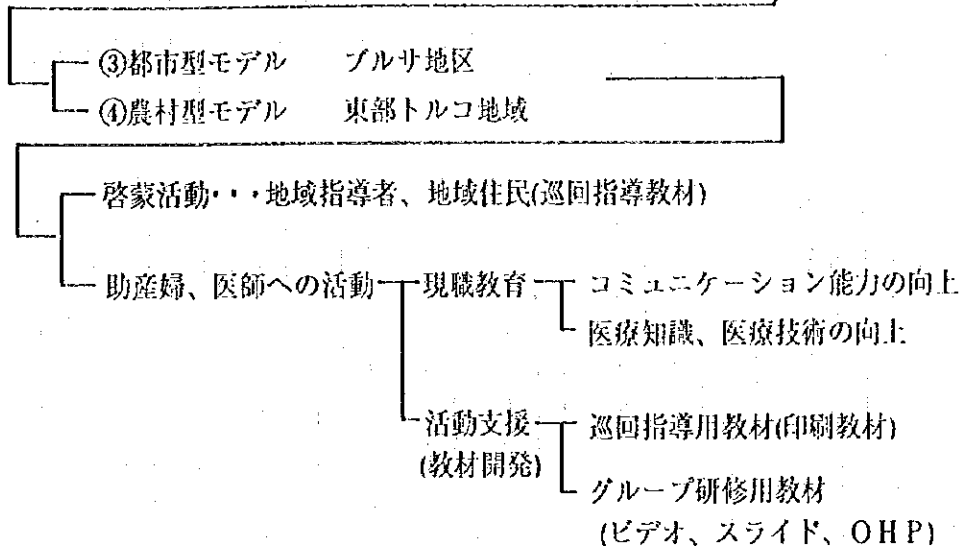 ③都市型モデル ブルサ地区
④農村型モデル 東部トルコ地域
啓蒙活動・・・地域指導者、地域住民(巡回指導教材)
助産婦、医師への活動 現職教育 コミュニケーション能力の向上
医療知識、医療技術の向上
活動支援 巡回指導用教材(印刷教材)
(教材開発)
グループ研修用教材
(ビデオ、スライド、OHP)